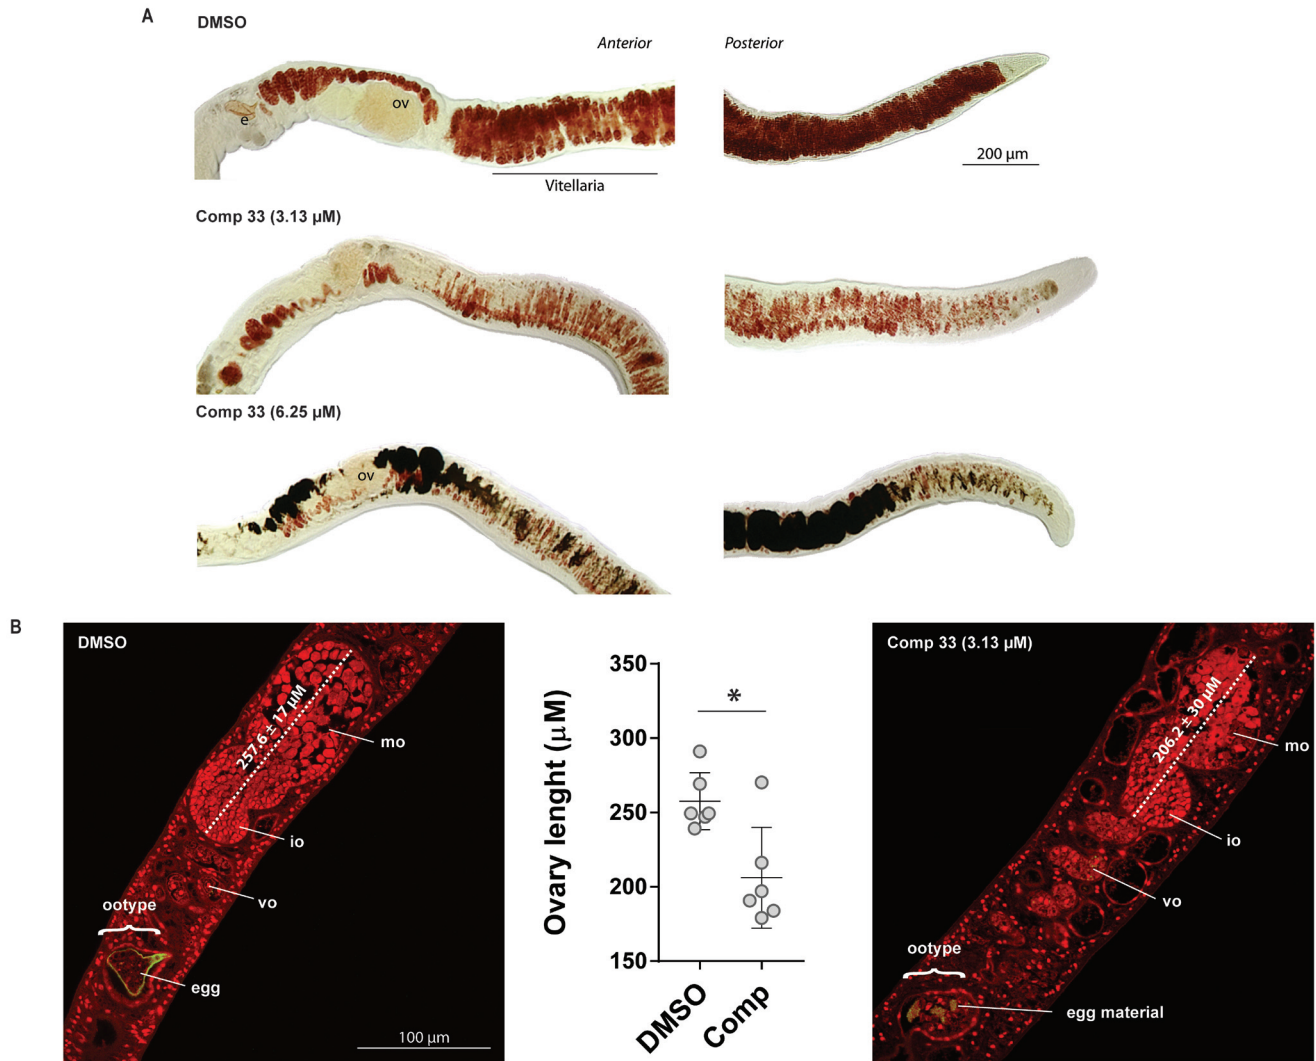 A
DMSO
Anterior
Posterior
ov
e
200 µm
Vitellaria
Comp 33 (3.13 µM)
Comp 33 (6.25 µM)
ov
B
DMSO
257.6 ± 17 µM
mo
io
vo
ootype
egg
100 µm
Ovary lenght (µM)
350
300
250
200
150
*
DMSO
Comp
Comp 33 (3.13 µM)
206.2 ± 30 µM
mo
io
vo
ootype
egg material